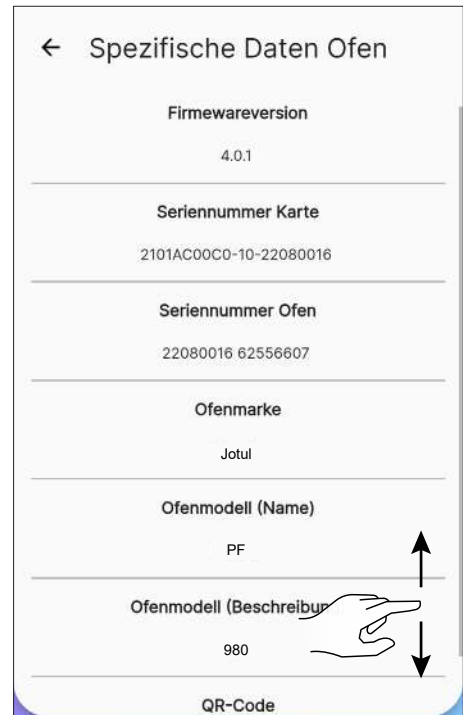 Spezifische Daten Ofen
Firmewareversion
4.0.1
Seriennummer Karte
2101AC00C0-10-22080016
Seriennummer Ofen
22080016 62556607
Ofenmarke
Jotul
Ofenmodell (Name)
PF
Ofenmodell (Beschreibun
980
QR-Code